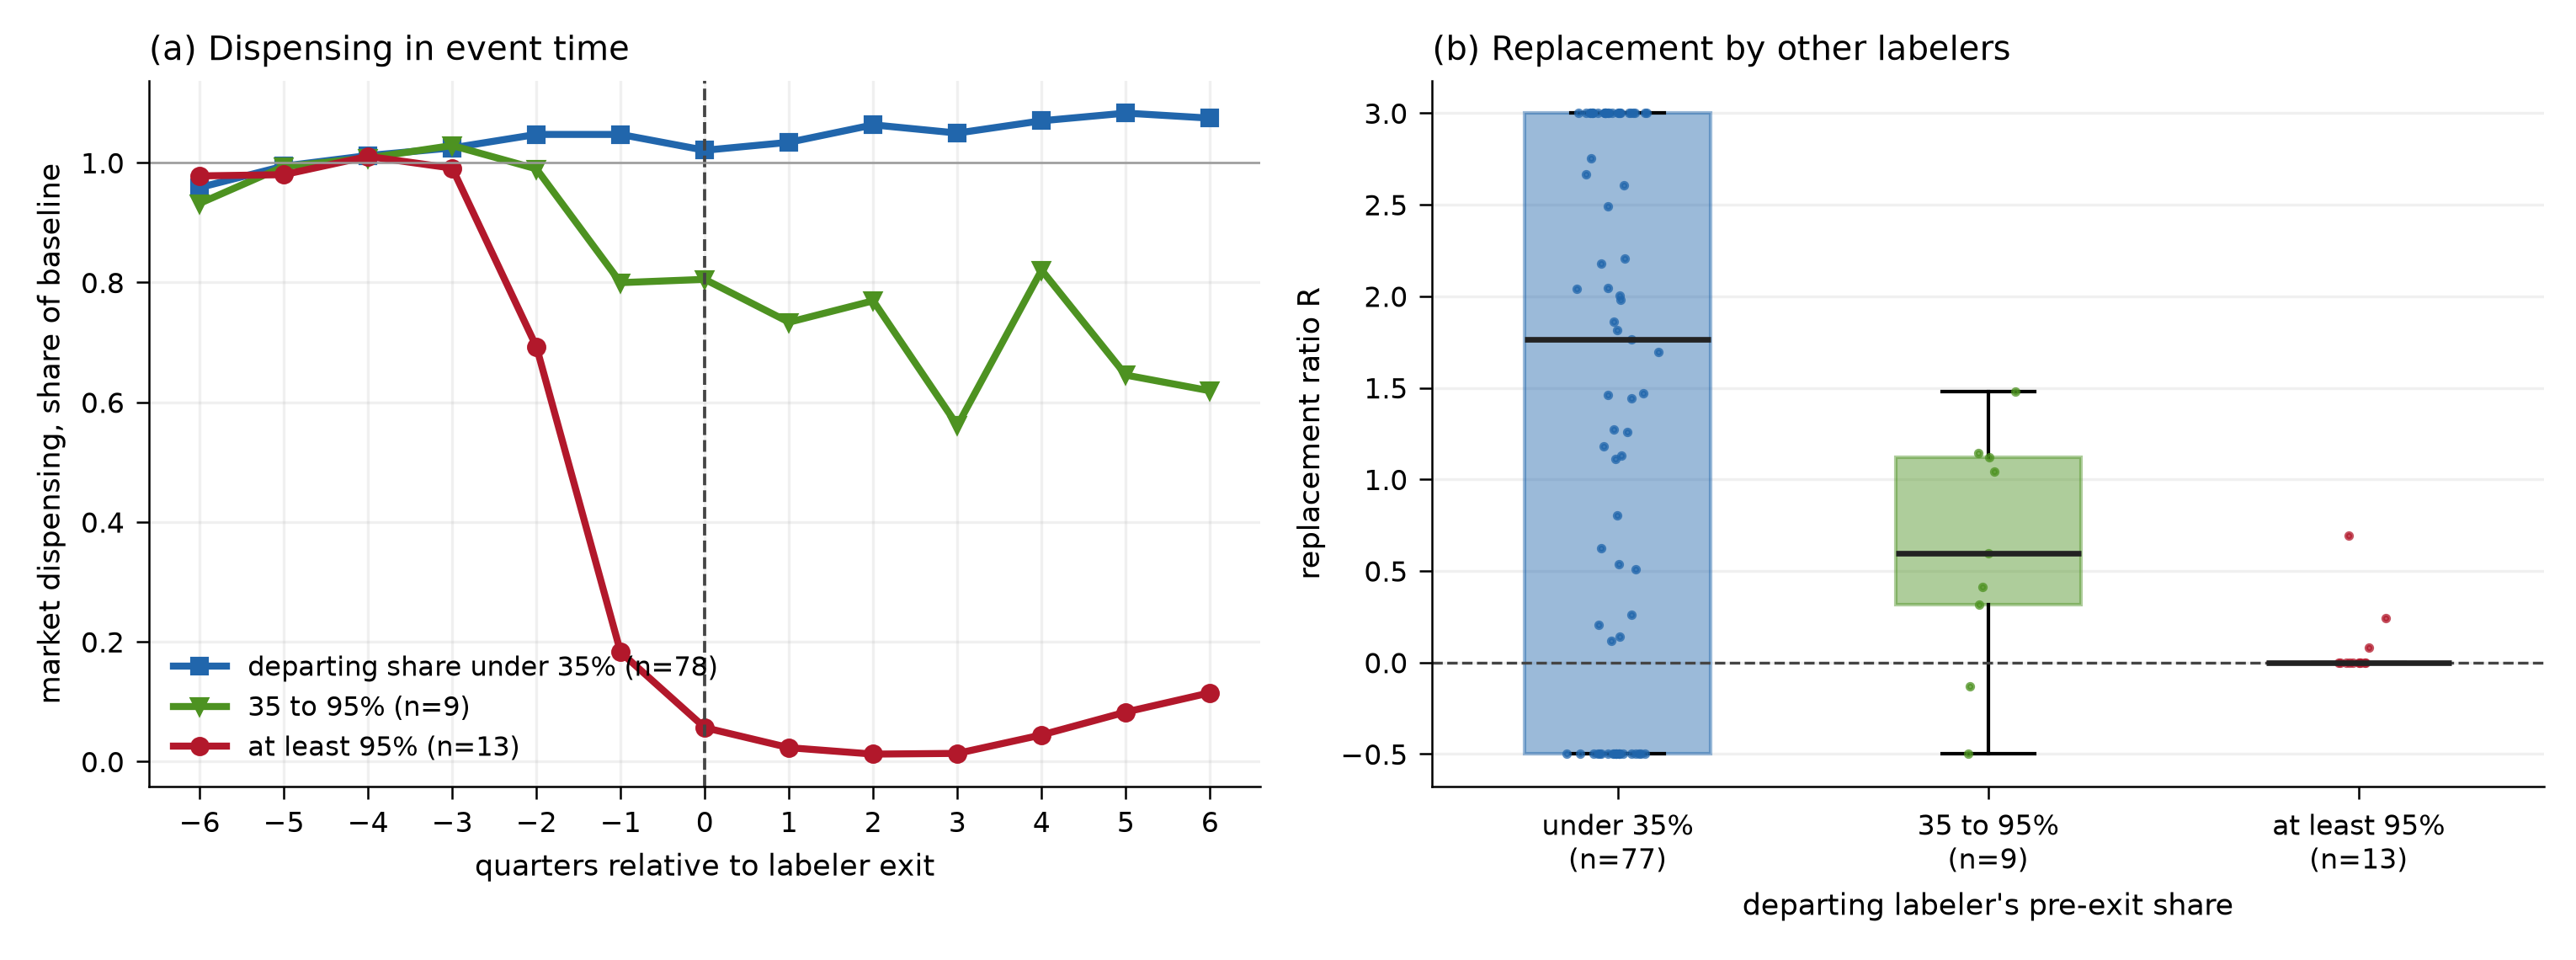 (a) Dispensing in event time
market dispensing, share of baseline
1.0
0.8
0.6
0.4
0.2
0.0
departing share under 35% (n=78)
35 to 95% (n=9)
at least 95% (n=13)
−6 −5 −4 −3 −2 −1 0 1 2 3 4 5 6
quarters relative to labeler exit
(b) Replacement by other labelers
replacement ratio R
3.0
2.5
2.0
1.5
1.0
0.5
0.0
−0.5
under 35% 35 to 95% at least 95%
(n=77) (n=9) (n=13)
departing labeler's pre-exit share